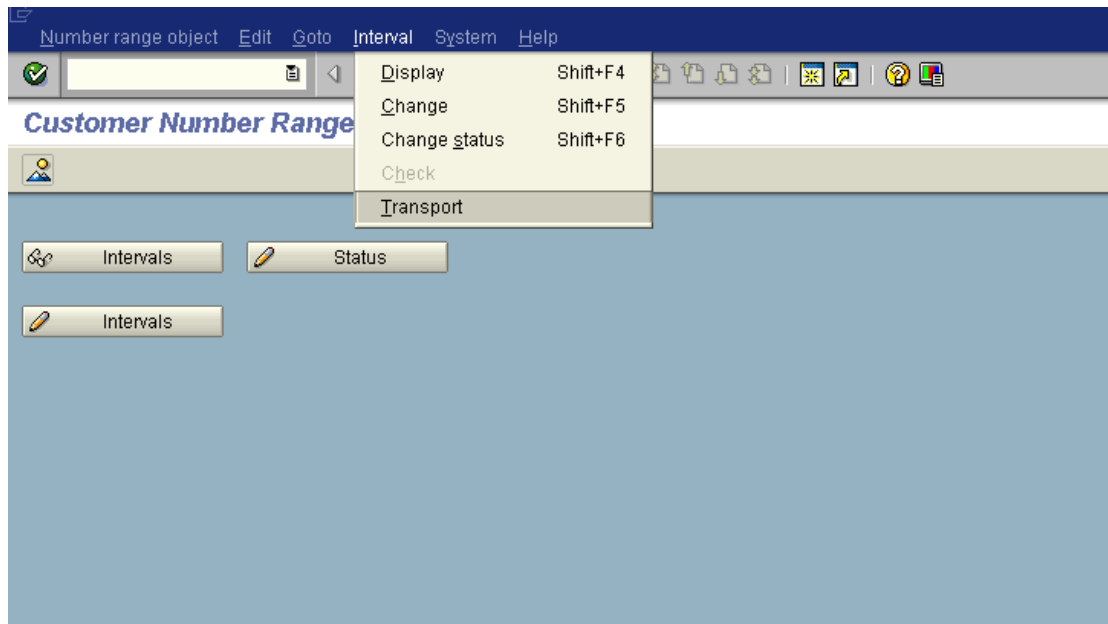 Number range object Edit Goto Interval System Help
Display Shift+F4
Change Shift+F5
Customer Number Range
Change status Shift+F6
Check
Transport
Intervals Status
Intervals